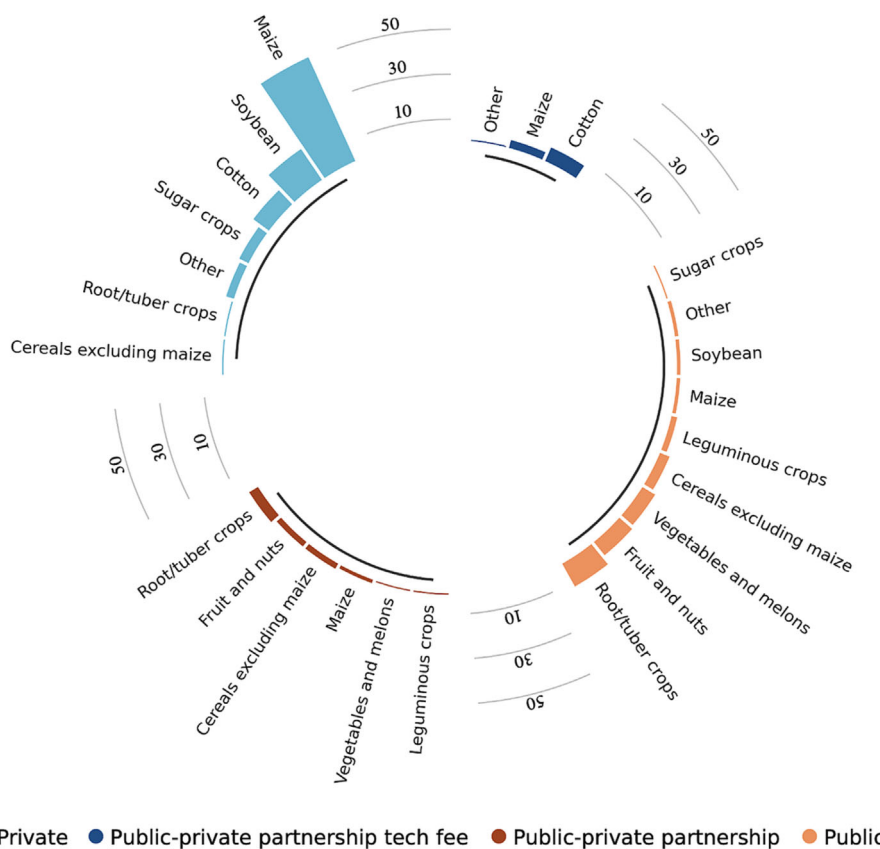 50
30
10
Maize
Soybean
Cotton
Sugar crops
Other
Root/tuber crops
Cereals excluding maize
Other
Maize
Cotton
50
30
10
Sugar crops
Other
Soybean
Maize
Leguminous crops
Cereals excluding maize
Vegetables and melons
Fruit and nuts
Root/tuber crops
10
30
50
50
30
10
Root/tuber crops
Fruit and nuts
Cereals excluding maize
Maize
Vegetables and melons
Leguminous crops
Private Public-private partnership tech fee Public-private partnership Public